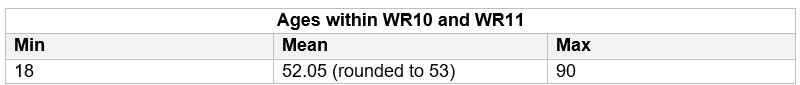 Ages within WR10 and WR11
Min Mean Max
18 52.05 (rounded to 53) 90